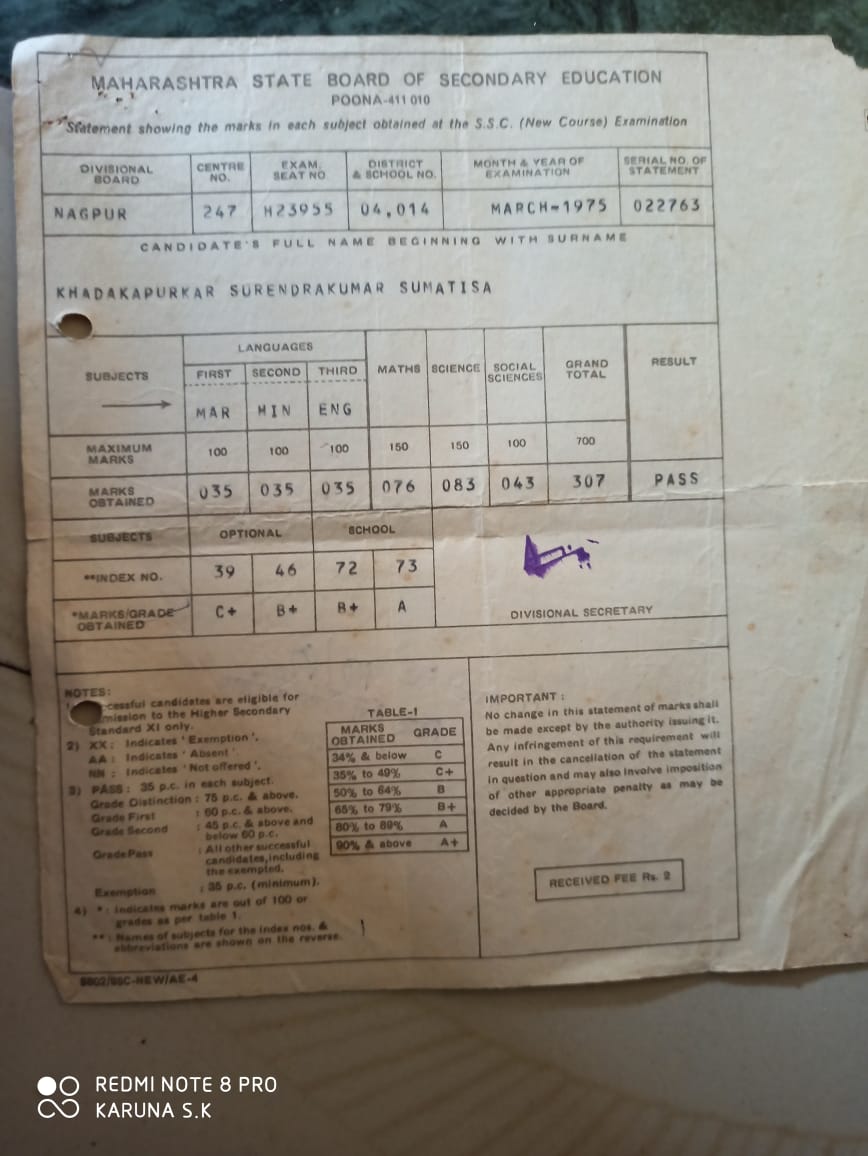 MAHARASHTRA STATE BOARD OF SECONDARY EDUCATION
POONA-411 010
Statement showing the marks in each subject obtained at the S.S.C. (New Course) Examination
DIVISIONAL BOARD CENTRE NO. EXAM. SEAT NO DISTRICT & SCHOOL NO. MONTH & YEAR OF EXAMINATION SERIAL NO. OF STATEMENT
NAGPUR 247 H23955 04,014 MARCH-1975 022763
CANDIDATE'S FULL NAME BEGINNING WITH SURNAME
KHADAKAPURKAR SURENDRAKUMAR SUMATISA
LANGUAGES
SUBJECTS FIRST SECOND THIRD MATHS SCIENCE SOCIAL SCIENCES GRAND TOTAL RESULT
MAR HIN ENG
MAXIMUM MARKS 100 100 100 150 150 100 700
MARKS OBTAINED 035 035 035 076 083 043 307 PASS
SUBJECTS OPTIONAL SCHOOL
**INDEX NO. 39 46 72 73
*MARKS/GRADE OBTAINED C+ B+ B+ A
DIVISIONAL SECRETARY
NOTES:
cessful candidates are eligible for
mission to the Higher Secondary
Standard XI only.
2) XX : Indicates 'Exemption'.
AA : Indicates 'Absent'.
NN : Indicates 'Not offered'.
3) PASS : 35 p.c. in each subject.
Grade Distinction : 75 p.c. & above.
Grade First : 60 p.c. & above.
Grade Second : 45 p.c. & above and
below 60 p.c.
Grade Pass : All other successful
candidates, including
the exempted.
Exemption : 35 p.c. (minimum).
4) * : Indicates marks are out of 100 or
grades as per table 1.
** : Names of subjects for the index nos. &
abbreviations are shown on the reverse.
TABLE-1
MARKS OBTAINED GRADE
34% & below C
35% to 49% C+
50% to 64% B
65% to 79% B+
80% to 89% A
90% & above A+
IMPORTANT :
No change in this statement of marks shall
be made except by the authority issuing it.
Any infringement of this requirement will
result in the cancellation of the statement
in question and may also involve imposition
of other appropriate penalty as may be
decided by the Board.
RECEIVED FEE Rs. 2
REDMI NOTE 8 PRO
KARUNA S.K